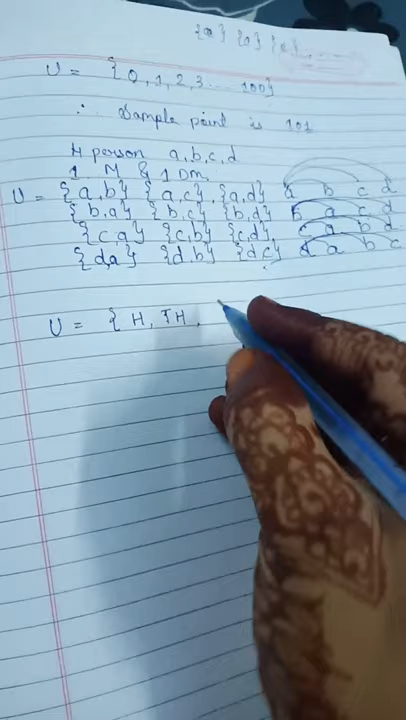 {a} {a} {a}
U = {0, 1, 2, 3 ... 100}
∴ Sample point is 101
4 person a, b, c, d
1 M & 1 DM,
U = {a, b} {a, c} {a, d} a b c d
{b, a} {b, c} {b, d} b a c d
{c, a} {c, b} {c, d} c a b d
{d, a} {d, b} {d c} d a b c
U = { H, TH,